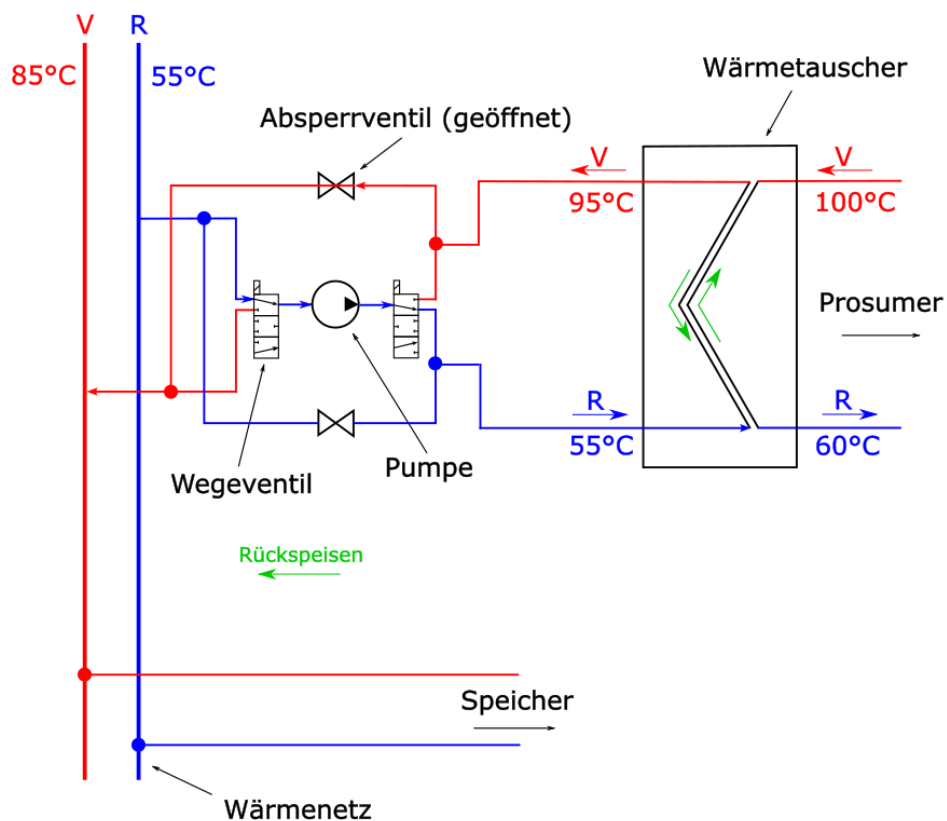 V R
85°C 55°C
Wärmetauscher
Absperrventil (geöffnet)
V V
95°C 100°C
Prosumer
R R
55°C 60°C
Pumpe
Wegeventil
Rückspeisen
Speicher
Wärmenetz